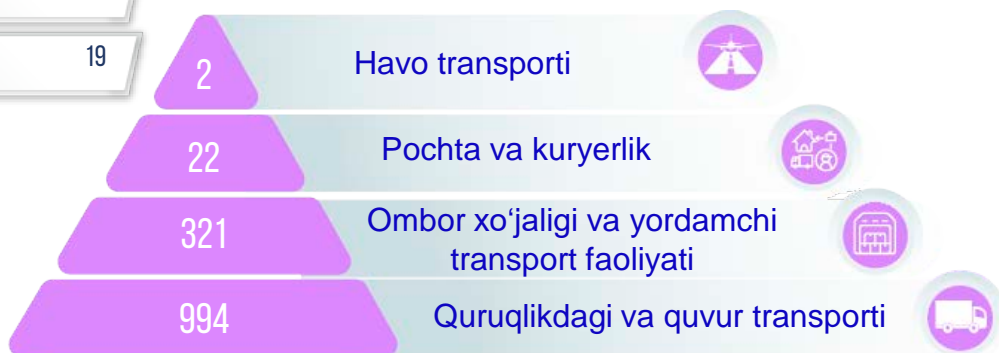 19
2
Havo transporti
22
Pochta va kuryerlik
321
Ombor xo‘jaligi va yordamchi
transport faoliyati
994
Quruqlikdagi va quvur transporti